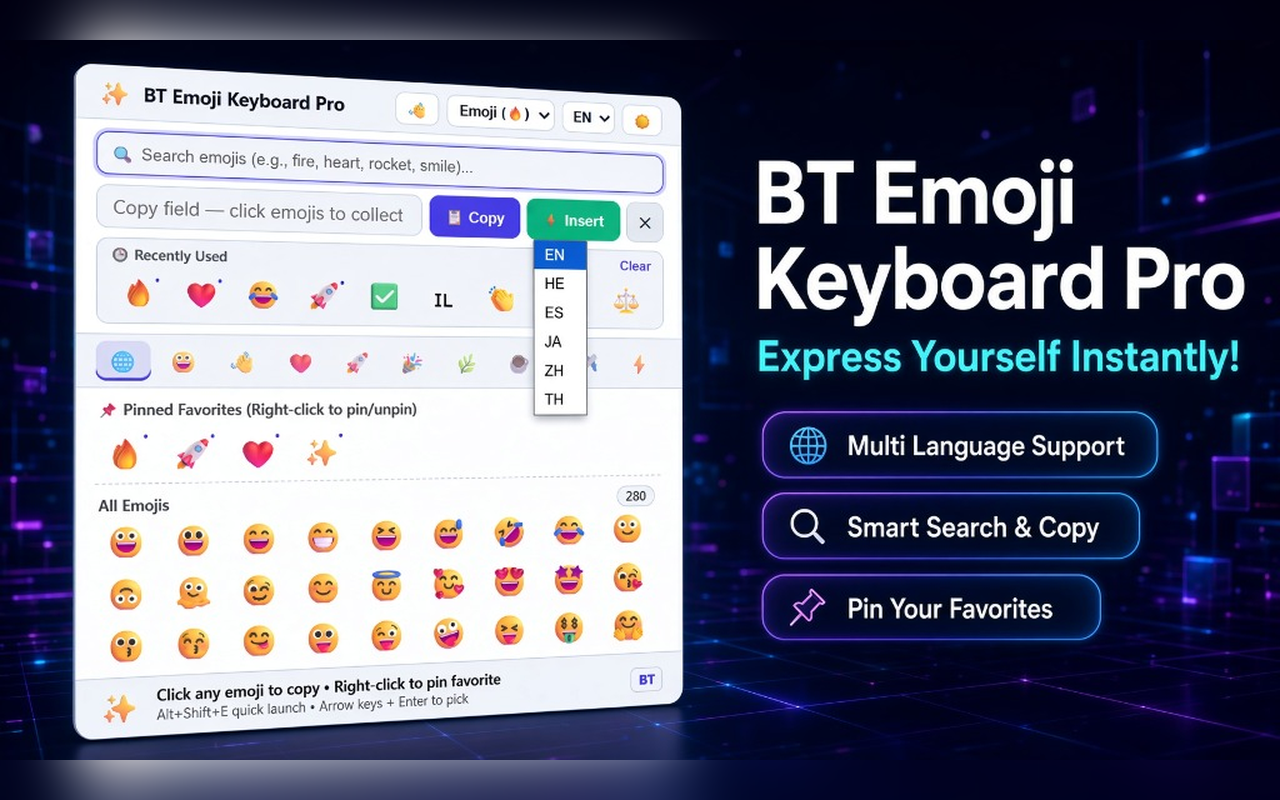 BT Emoji Keyboard Pro
Emoji (🔥)
EN
Search emojis (e.g., fire, heart, rocket, smile)...
Copy field — click emojis to collect
Copy
Insert
×
Recently Used
Clear
IL
EN
HE
ES
JA
ZH
TH
Pinned Favorites (Right-click to pin/unpin)
All Emojis
280
Click any emoji to copy • Right-click to pin favorite
Alt+Shift+E quick launch • Arrow keys + Enter to pick
BT
BT Emoji
Keyboard Pro
Express Yourself Instantly!
Multi Language Support
Smart Search & Copy
Pin Your Favorites